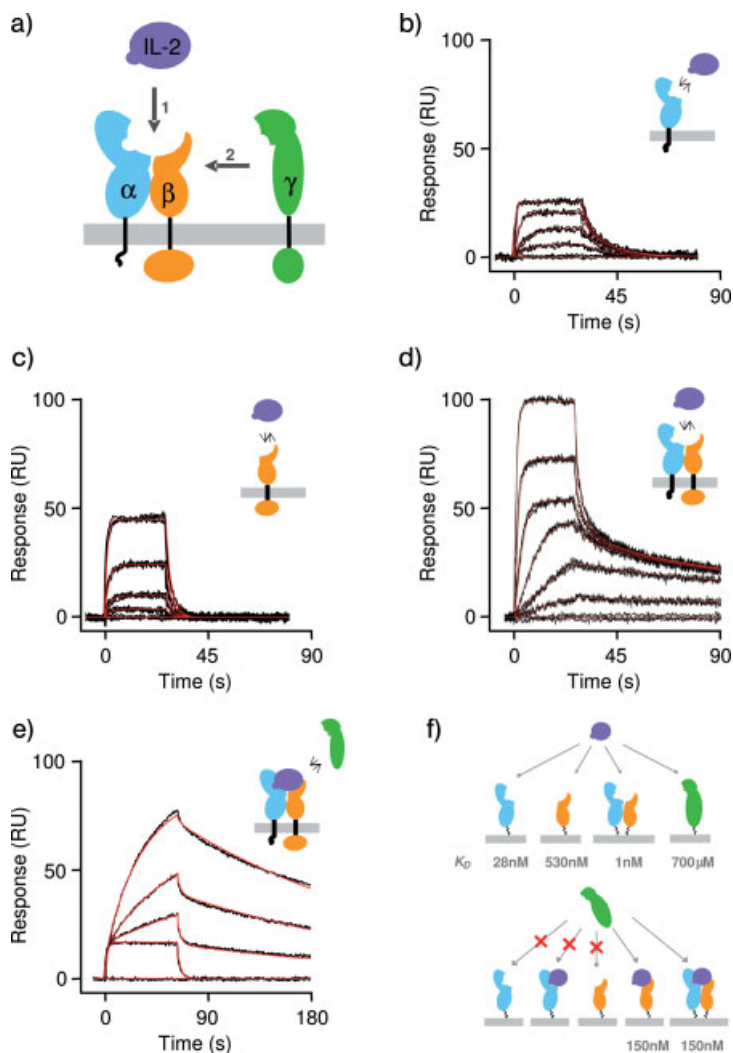 a)
IL-2
1
2
α
β
γ
b)
100
50
0
Response (RU)
0 45 90
Time (s)
c)
100
50
0
Response (RU)
0 45 90
Time (s)
d)
100
50
0
Response (RU)
0 45 90
Time (s)
e)
100
50
0
Response (RU)
0 90 180
Time (s)
f)
K_D 28nM 530nM 1nM 700µM
150nM 150nM